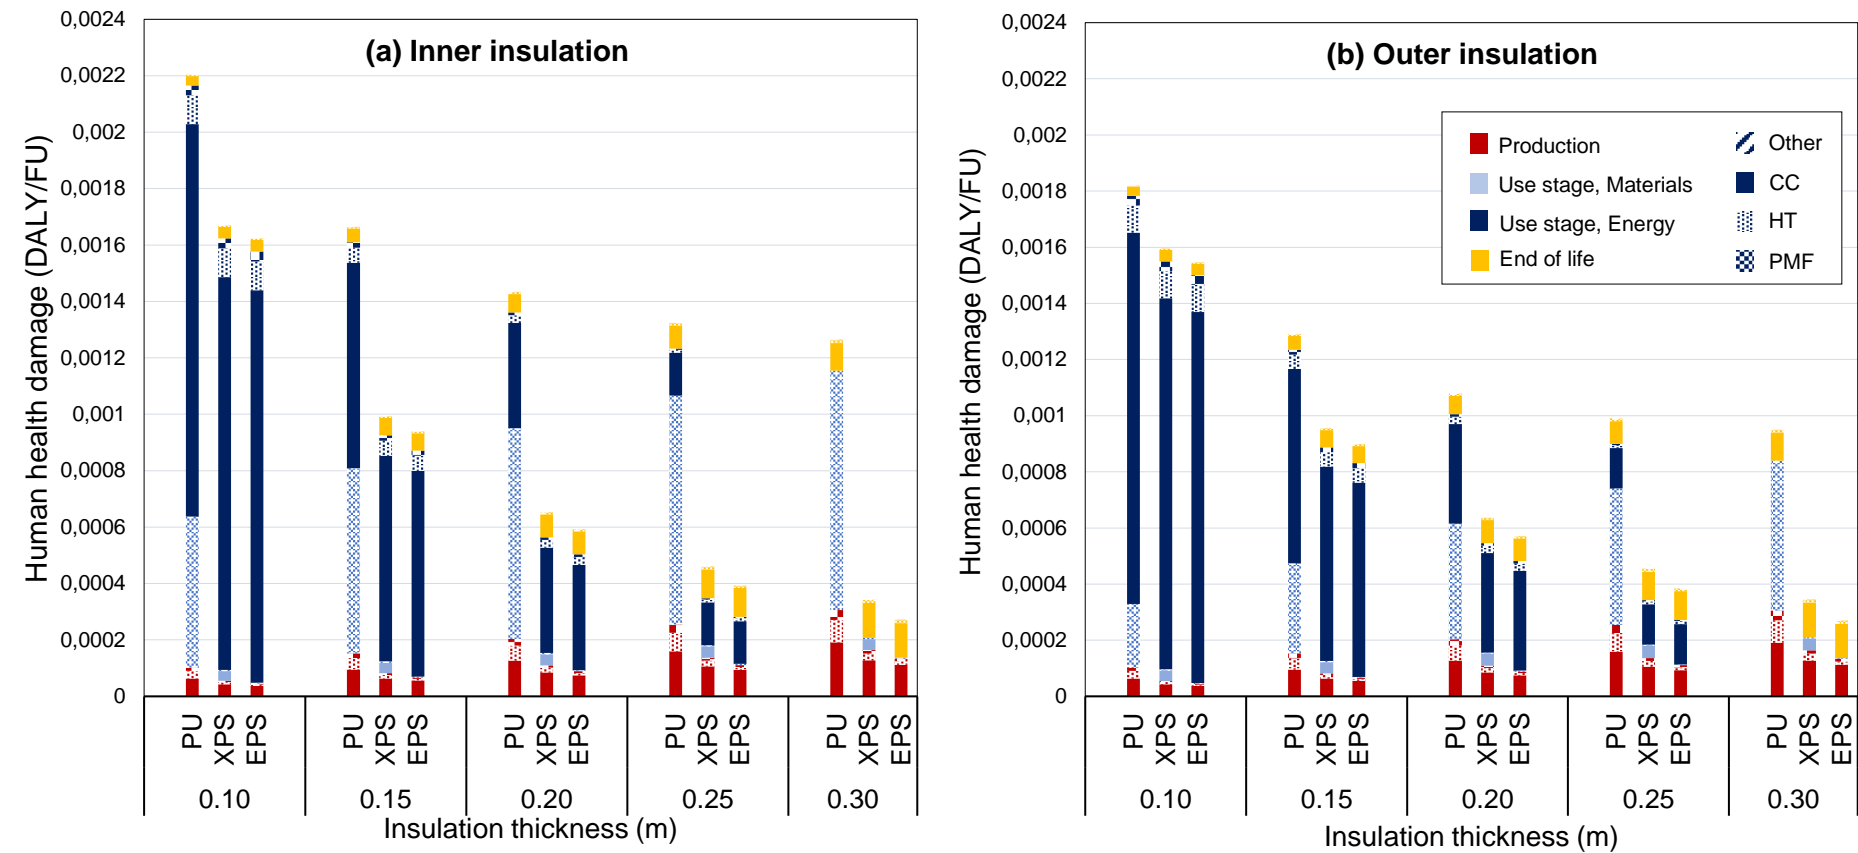 (a) Inner insulation
Human health damage (DALY/FU)
0,0024
0,0022
0,002
0,0018
0,0016
0,0014
0,0012
0,001
0,0008
0,0006
0,0004
0,0002
0
PU XPS EPS PU XPS EPS PU XPS EPS PU XPS EPS PU XPS EPS
0.10 0.15 0.20 0.25 0.30
Insulation thickness (m)
(b) Outer insulation
Human health damage (DALY/FU)
0,0024
0,0022
0,002
0,0018
0,0016
0,0014
0,0012
0,001
0,0008
0,0006
0,0004
0,0002
0
Production
Use stage, Materials
Use stage, Energy
End of life
Other
CC
HT
PMF
PU XPS EPS PU XPS EPS PU XPS EPS PU XPS EPS PU XPS EPS
0.10 0.15 0.20 0.25 0.30
Insulation thickness (m)